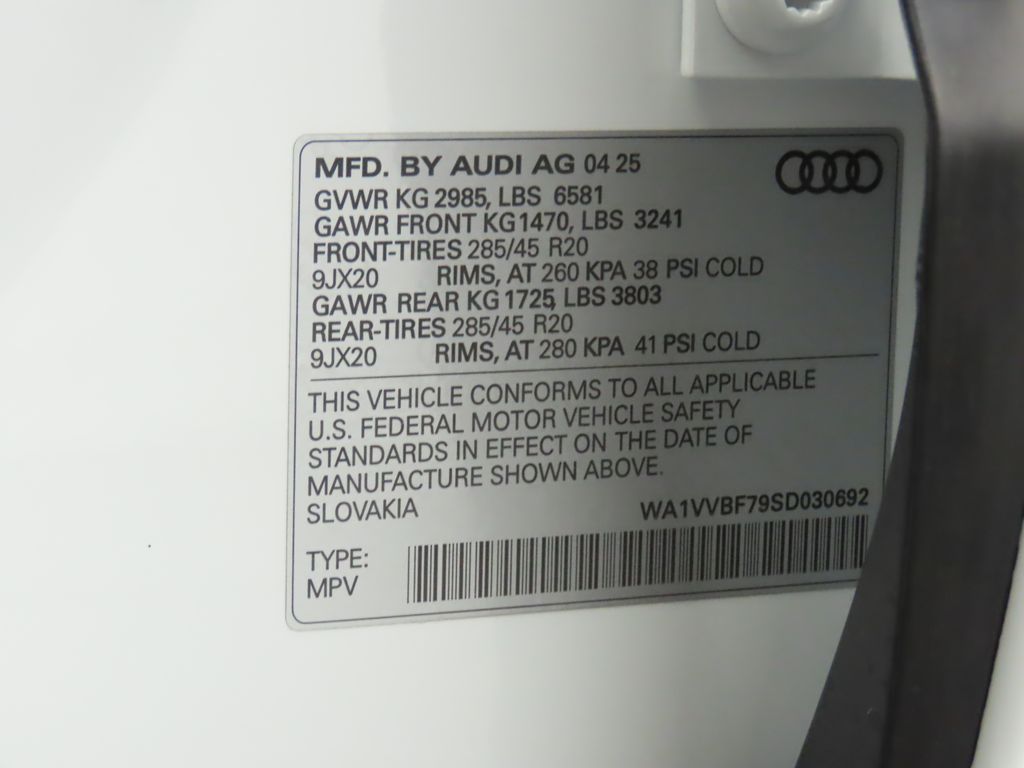 MFD. BY AUDI AG 04 25
GVWR KG 2985, LBS 6581
GAWR FRONT KG1470, LBS 3241
FRONT-TIRES 285/45 R20
9JX20 RIMS, AT 260 KPA 38 PSI COLD
GAWR REAR KG 1725, LBS 3803
REAR-TIRES 285/45 R20
9JX20 RIMS, AT 280 KPA 41 PSI COLD
THIS VEHICLE CONFORMS TO ALL APPLICABLE
U.S. FEDERAL MOTOR VEHICLE SAFETY
STANDARDS IN EFFECT ON THE DATE OF
MANUFACTURE SHOWN ABOVE.
SLOVAKIA WA1VVBF79SD030692
TYPE:
MPV